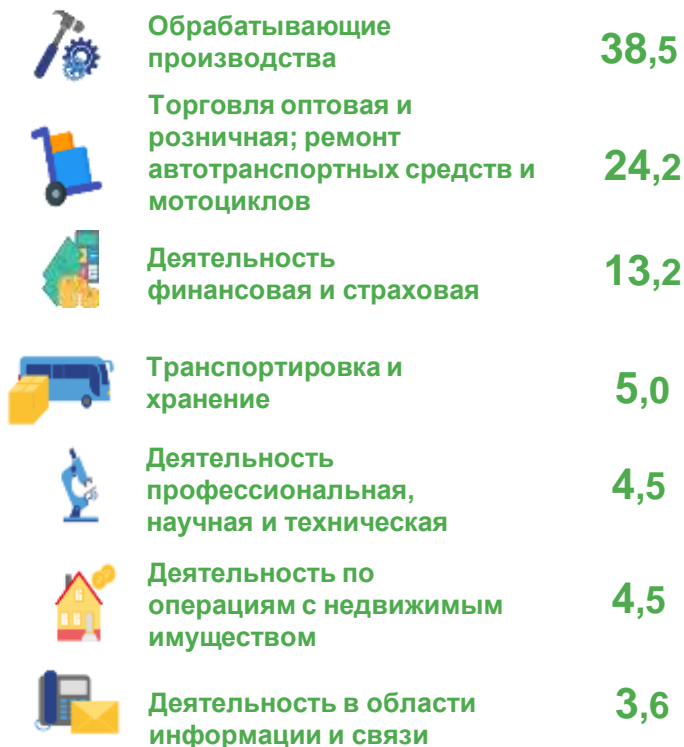 Обрабатывающие
производства
38,5
Торговля оптовая и
розничная; ремонт
автотранспортных средств и
мотоциклов
24,2
Деятельность
финансовая и страховая
13,2
Транспортировка и
хранение
5,0
Деятельность
профессиональная,
научная и техническая
4,5
Деятельность по
операциям с недвижимым
имуществом
4,5
Деятельность в области
информации и связи
3,6